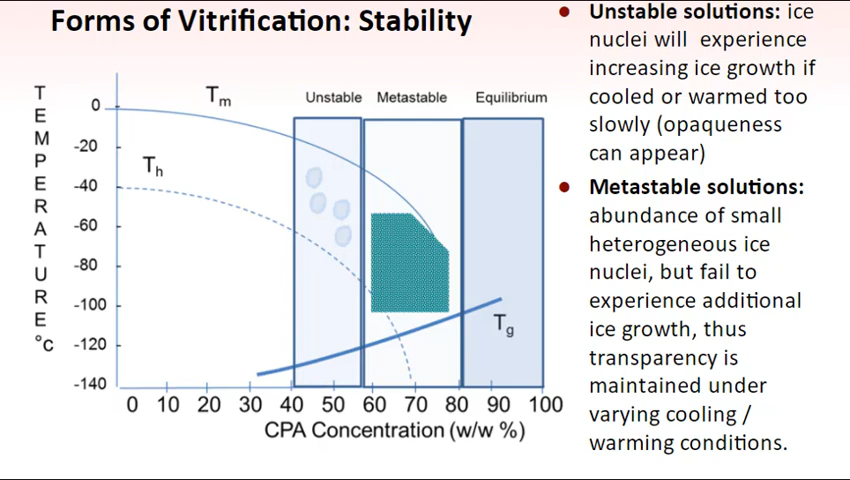 Forms of Vitrification: Stability
TEMPERATURE °c
0
-20
-40
-60
-80
-100
-120
-140
Tm
Th
Tg
Unstable Metastable Equilibrium
0 10 20 30 40 50 60 70 80 90 100
CPA Concentration (w/w %)
• Unstable solutions: ice
nuclei will experience
increasing ice growth if
cooled or warmed too
slowly (opaqueness
can appear)
• Metastable solutions:
abundance of small
heterogeneous ice
nuclei, but fail to
experience additional
ice growth, thus
transparency is
maintained under
varying cooling /
warming conditions.